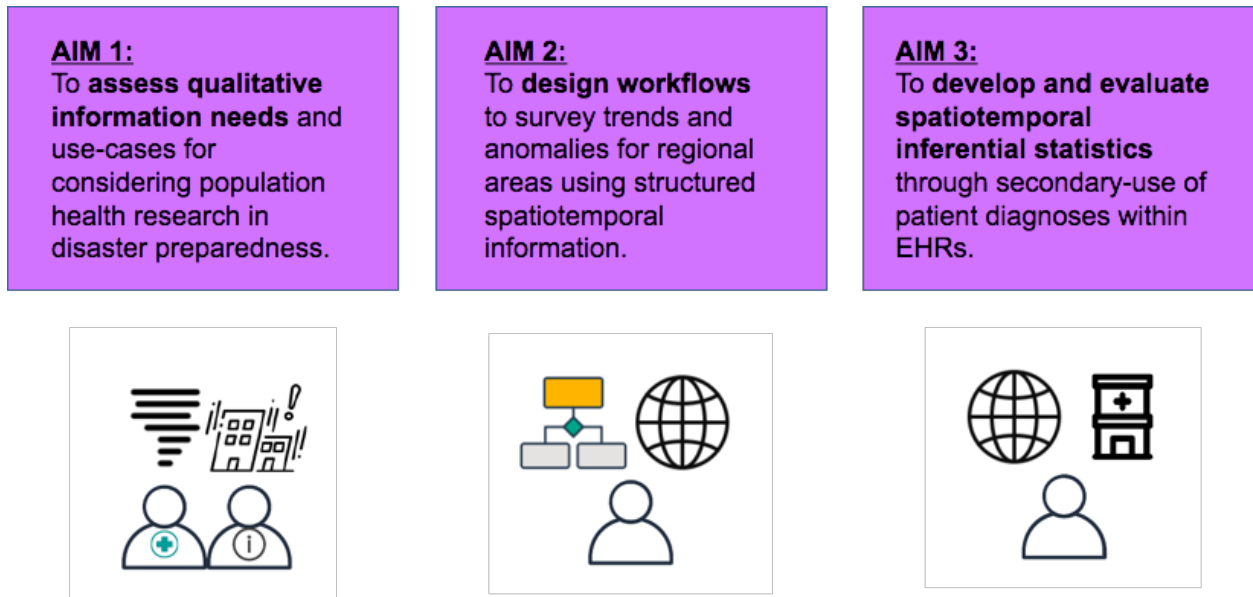 AIM 1:
To assess qualitative
information needs and
use-cases for
considering population
health research in
disaster preparedness.
AIM 2:
To design workflows
to survey trends and
anomalies for regional
areas using structured
spatiotemporal
information.
AIM 3:
To develop and evaluate
spatiotemporal
inferential statistics
through secondary-use of
patient diagnoses within
EHRs.
i